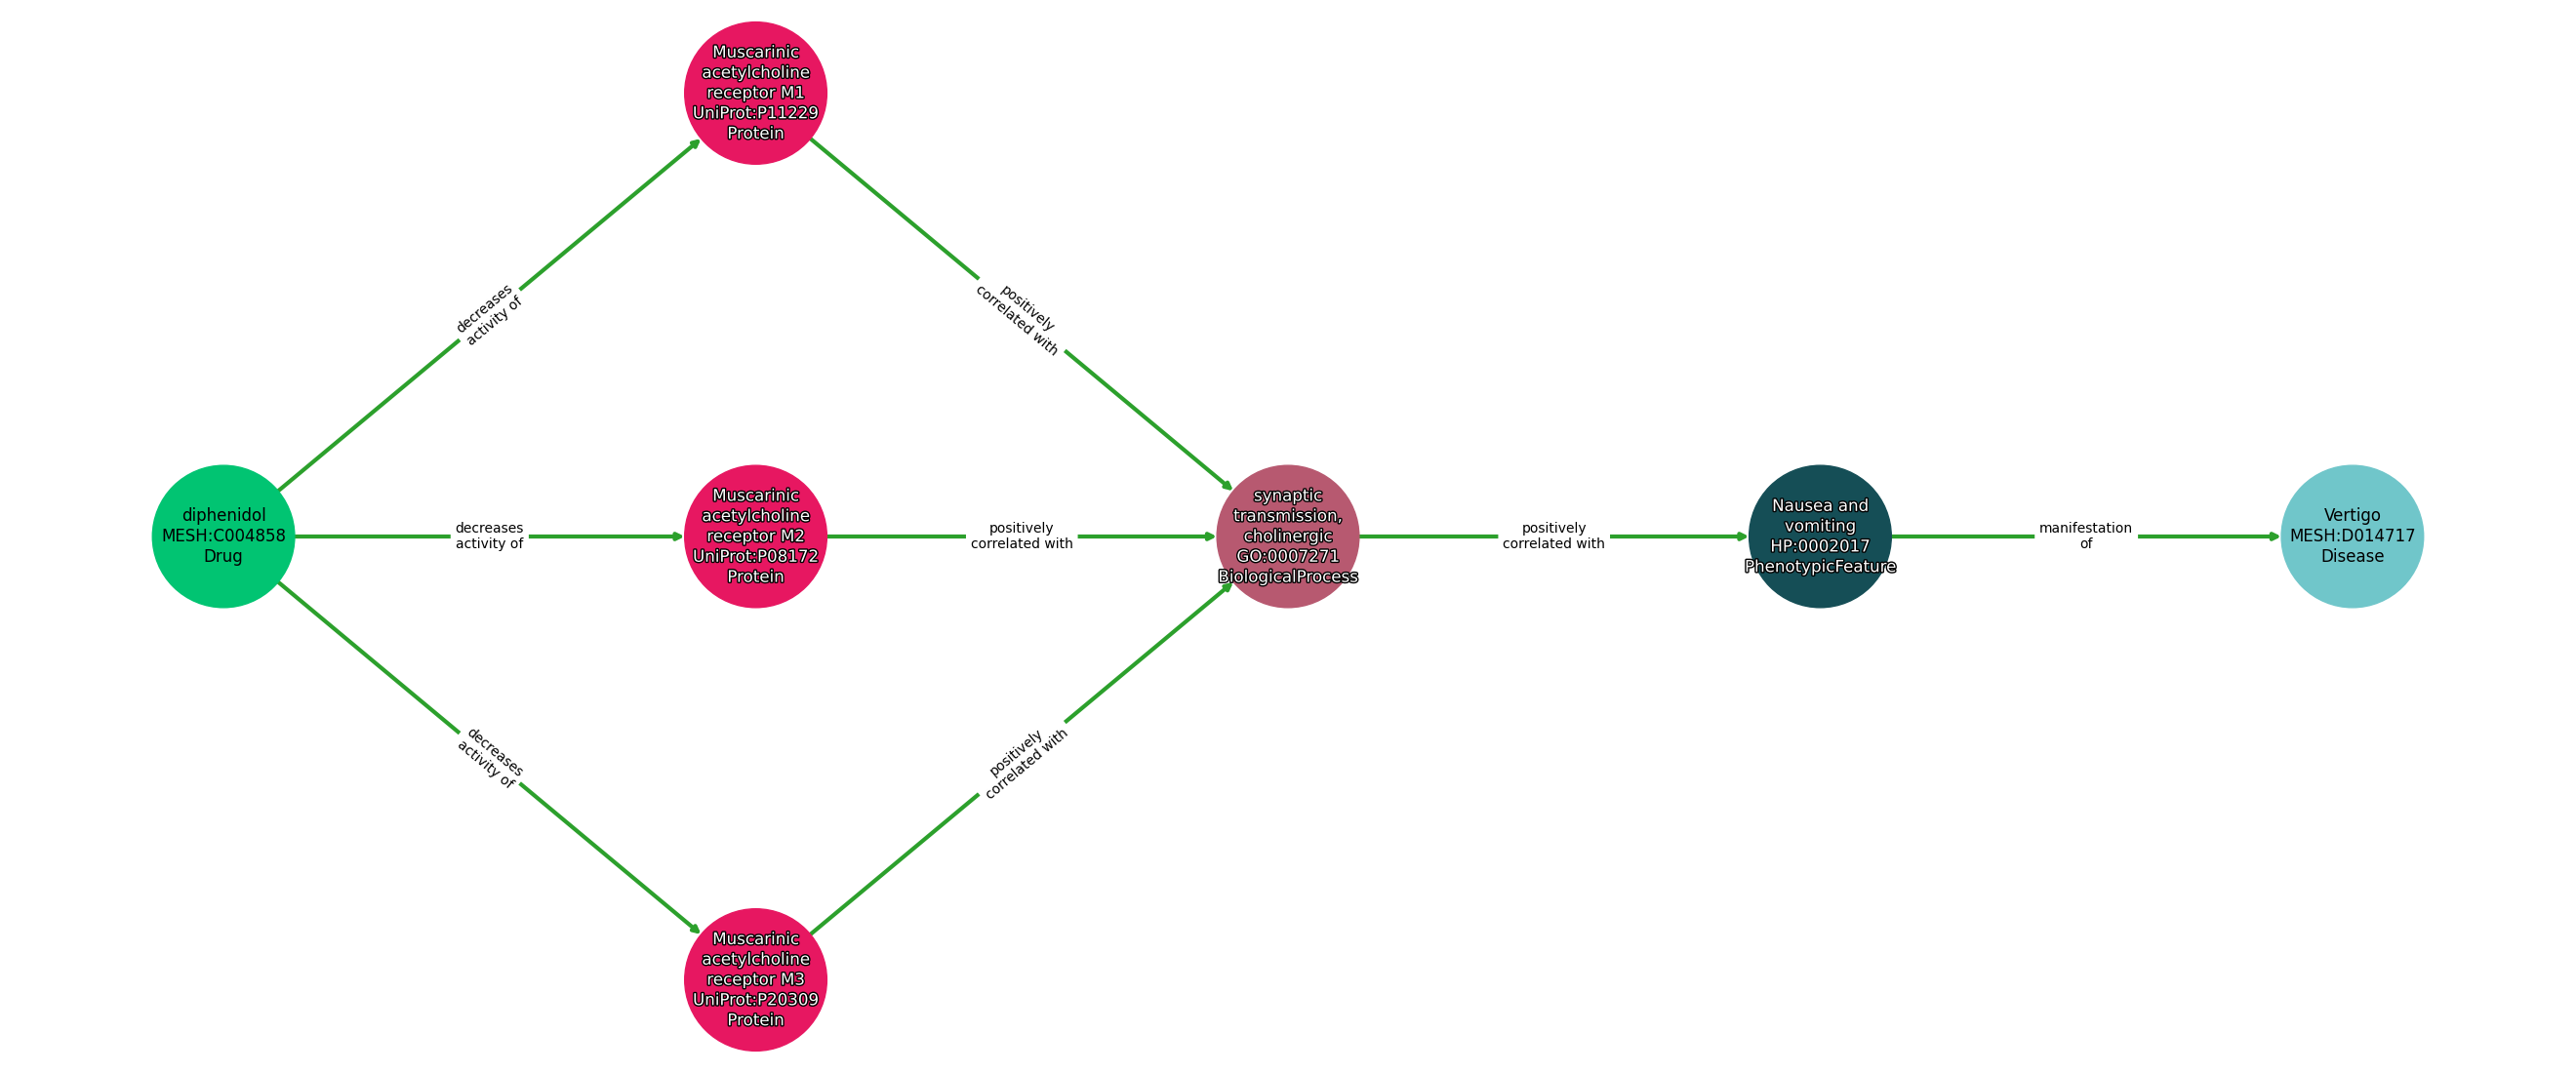 Muscarinic
acetylcholine
receptor M1
UniProt:P11229
Protein
decreases
activity of
positively
correlated with
diphenidol
MESH:C004858
Drug
decreases
activity of
Muscarinic
acetylcholine
receptor M2
UniProt:P08172
Protein
positively
correlated with
synaptic
transmission,
cholinergic
GO:0007271
BiologicalProcess
positively
correlated with
Nausea and
vomiting
HP:0002017
PhenotypicFeature
manifestation
of
Vertigo
MESH:D014717
Disease
decreases
activity of
positively
correlated with
Muscarinic
acetylcholine
receptor M3
UniProt:P20309
Protein